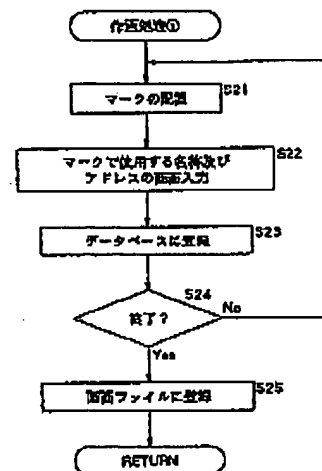 作画処理①
マークの配置
S21
マークで使用する名称及び
アドレスの画面入力
S22
データベースに登録
S23
終了?
S24
No
Yes
画面ファイルに登録
S25
RETURN